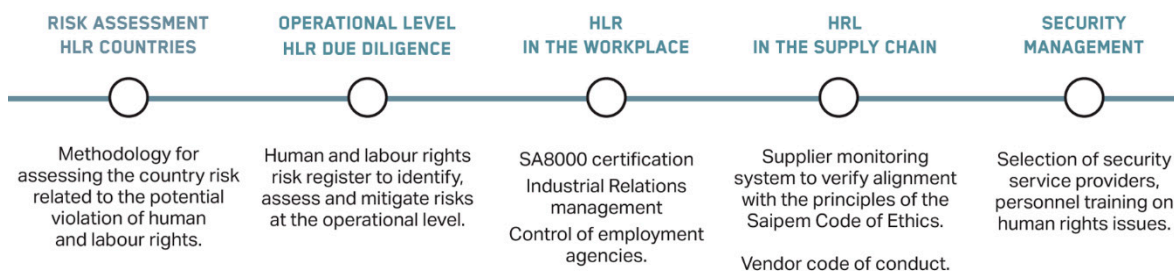 RISK ASSESSMENT
HLR COUNTRIES
Methodology for
assessing the country risk
related to the potential
violation of human
and labour rights.
OPERATIONAL LEVEL
HLR DUE DILIGENCE
Human and labour rights
risk register to identify,
assess and mitigate risks
at the operational level.
HLR
IN THE WORKPLACE
SA8000 certification
Industrial Relations
management
Control of employment
agencies.
HRL
IN THE SUPPLY CHAIN
Supplier monitoring
system to verify alignment
with the principles of the
Saipem Code of Ethics.
Vendor code of conduct.
SECURITY
MANAGEMENT
Selection of security
service providers,
personnel training on
human rights issues.